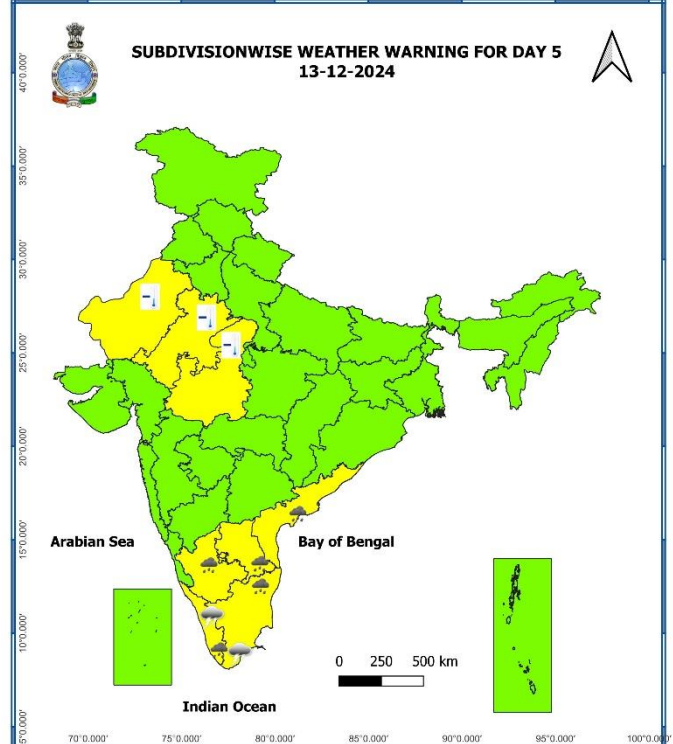 SUBDIVISIONWISE WEATHER WARNING FOR DAY 5
13-12-2024
40°0.000'
35°0.000'
30°0.000'
25°0.000'
20°0.000'
15°0.000'
10°0.000'
5°0.000'
Arabian Sea
Bay of Bengal
0 250 500 km
Indian Ocean
70°0.000' 75°0.000' 80°0.000' 85°0.000' 90°0.000' 95°0.000' 100°0.000'